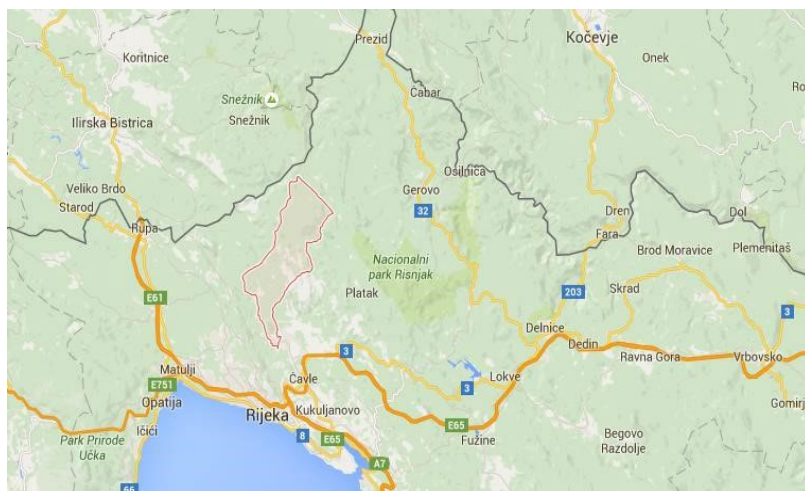 Prezid
Kočevje
Koritnice
Onek
Snežnik
Snežnik
Čabar
Ilirska Bistrica
Osilnica
Veliko Brdo
Gerovo
Starod
32
Dren
Dol
Rupa
Fara
Brod Moravice
Plemenitaš
Nacionalni
park Risnjak
Skrad
E61
Platak
203
3
Delnice
Dedin
3
Ravna Gora
Vrbovsko
Matulji
Lokve
E751
Čavle
3
Opatija
Gomirj
Rijeka
Kukuljanovo
Ičići
Park Prirode
Učka
8
E65
E65
Fužine
Begovo
Razdolje
A7
66